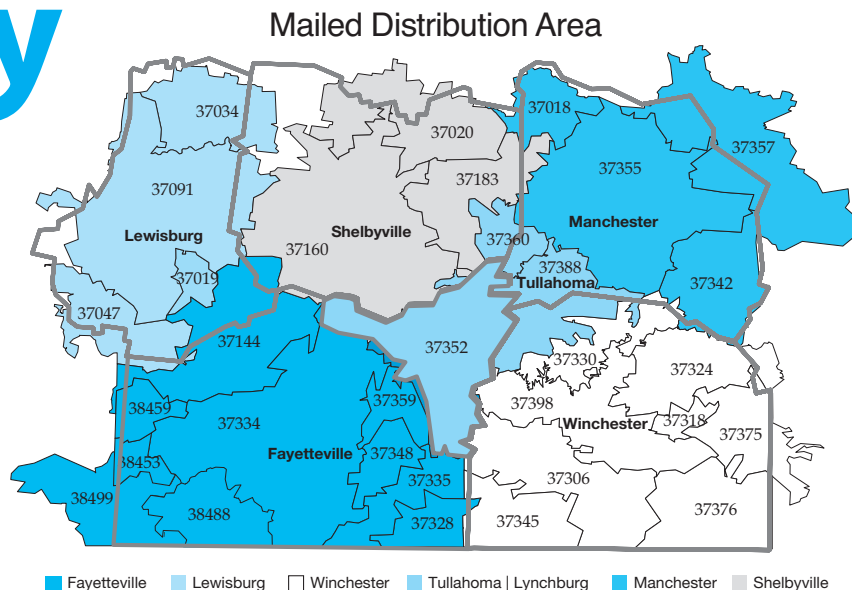 y
Mailed Distribution Area
37034
37018
37020
37357
37355
37183
37091
Manchester
Lewisburg
Shelbyville
37160
37360
37388
37019
Tullahoma
37342
37047
37144
37352
37330
37324
38459
37359
37398
37334
37318
Winchester
37375
Fayetteville
37348
38453
37306
37335
38499
37376
38488
37328
37345
Fayetteville
Lewisburg
Winchester
Tullahoma | Lynchburg
Manchester
Shelbyville